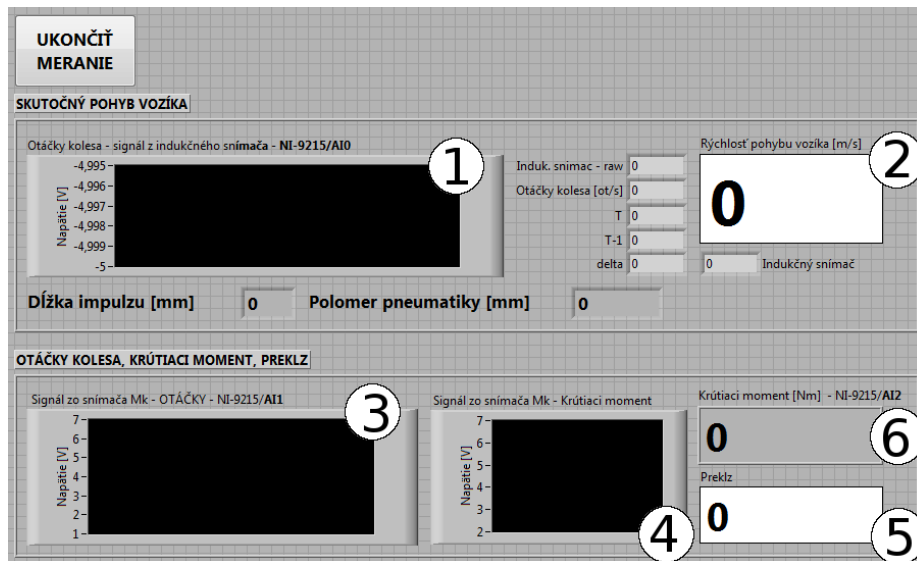 UKONČIŤ
MERANIE
SKUTOČNÝ POHYB VOZÍKA
Otáčky kolesa - signál z indukčného snímača - NI-9215/AI0
1
Napätie [V]
-4,995
-4,996
-4,997
-4,998
-4,999
-5
Induk. snimac - raw 0
Otáčky kolesa [ot/s] 0
T 0
T-1 0
delta 0
Rýchlosť pohybu vozíka [m/s]
2
0
0 Indukčný snímač
Dĺžka impulzu [mm] 0 Polomer pneumatiky [mm] 0
OTÁČKY KOLESA, KRÚTIACI MOMENT, PREKLZ
Signál zo snímača Mk - OTÁČKY - NI-9215/AI1
3
Napätie [V]
7
6
5
4
3
2
1
Signál zo snímača Mk - Krútiaci moment
Napätie [V]
7
6
5
4
3
2
4
Krútiaci moment [Nm] - NI-9215/AI2
0
6
Preklz
0
5